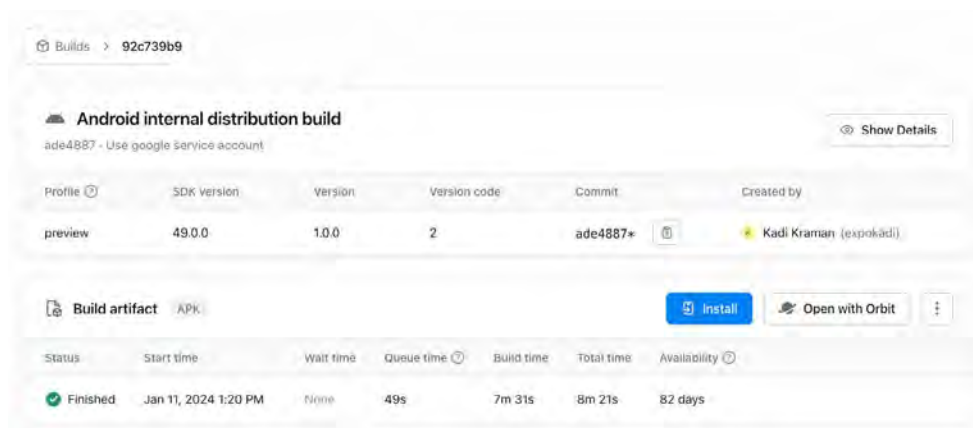 Builds > 92c739b9
Android internal distribution build
ade4887 - Use google service account
Show Details
Profile SDK version Version Version code Commit Created by
preview 49.0.0 1.0.0 2 ade4887* Kadi Kraman (expokadi)
Build artifact APK Install Open with Orbit
Status Start time Wait time Queue time Build time Total time Availability
Finished Jan 11, 2024 1:20 PM None 49s 7m 31s 8m 21s 82 days